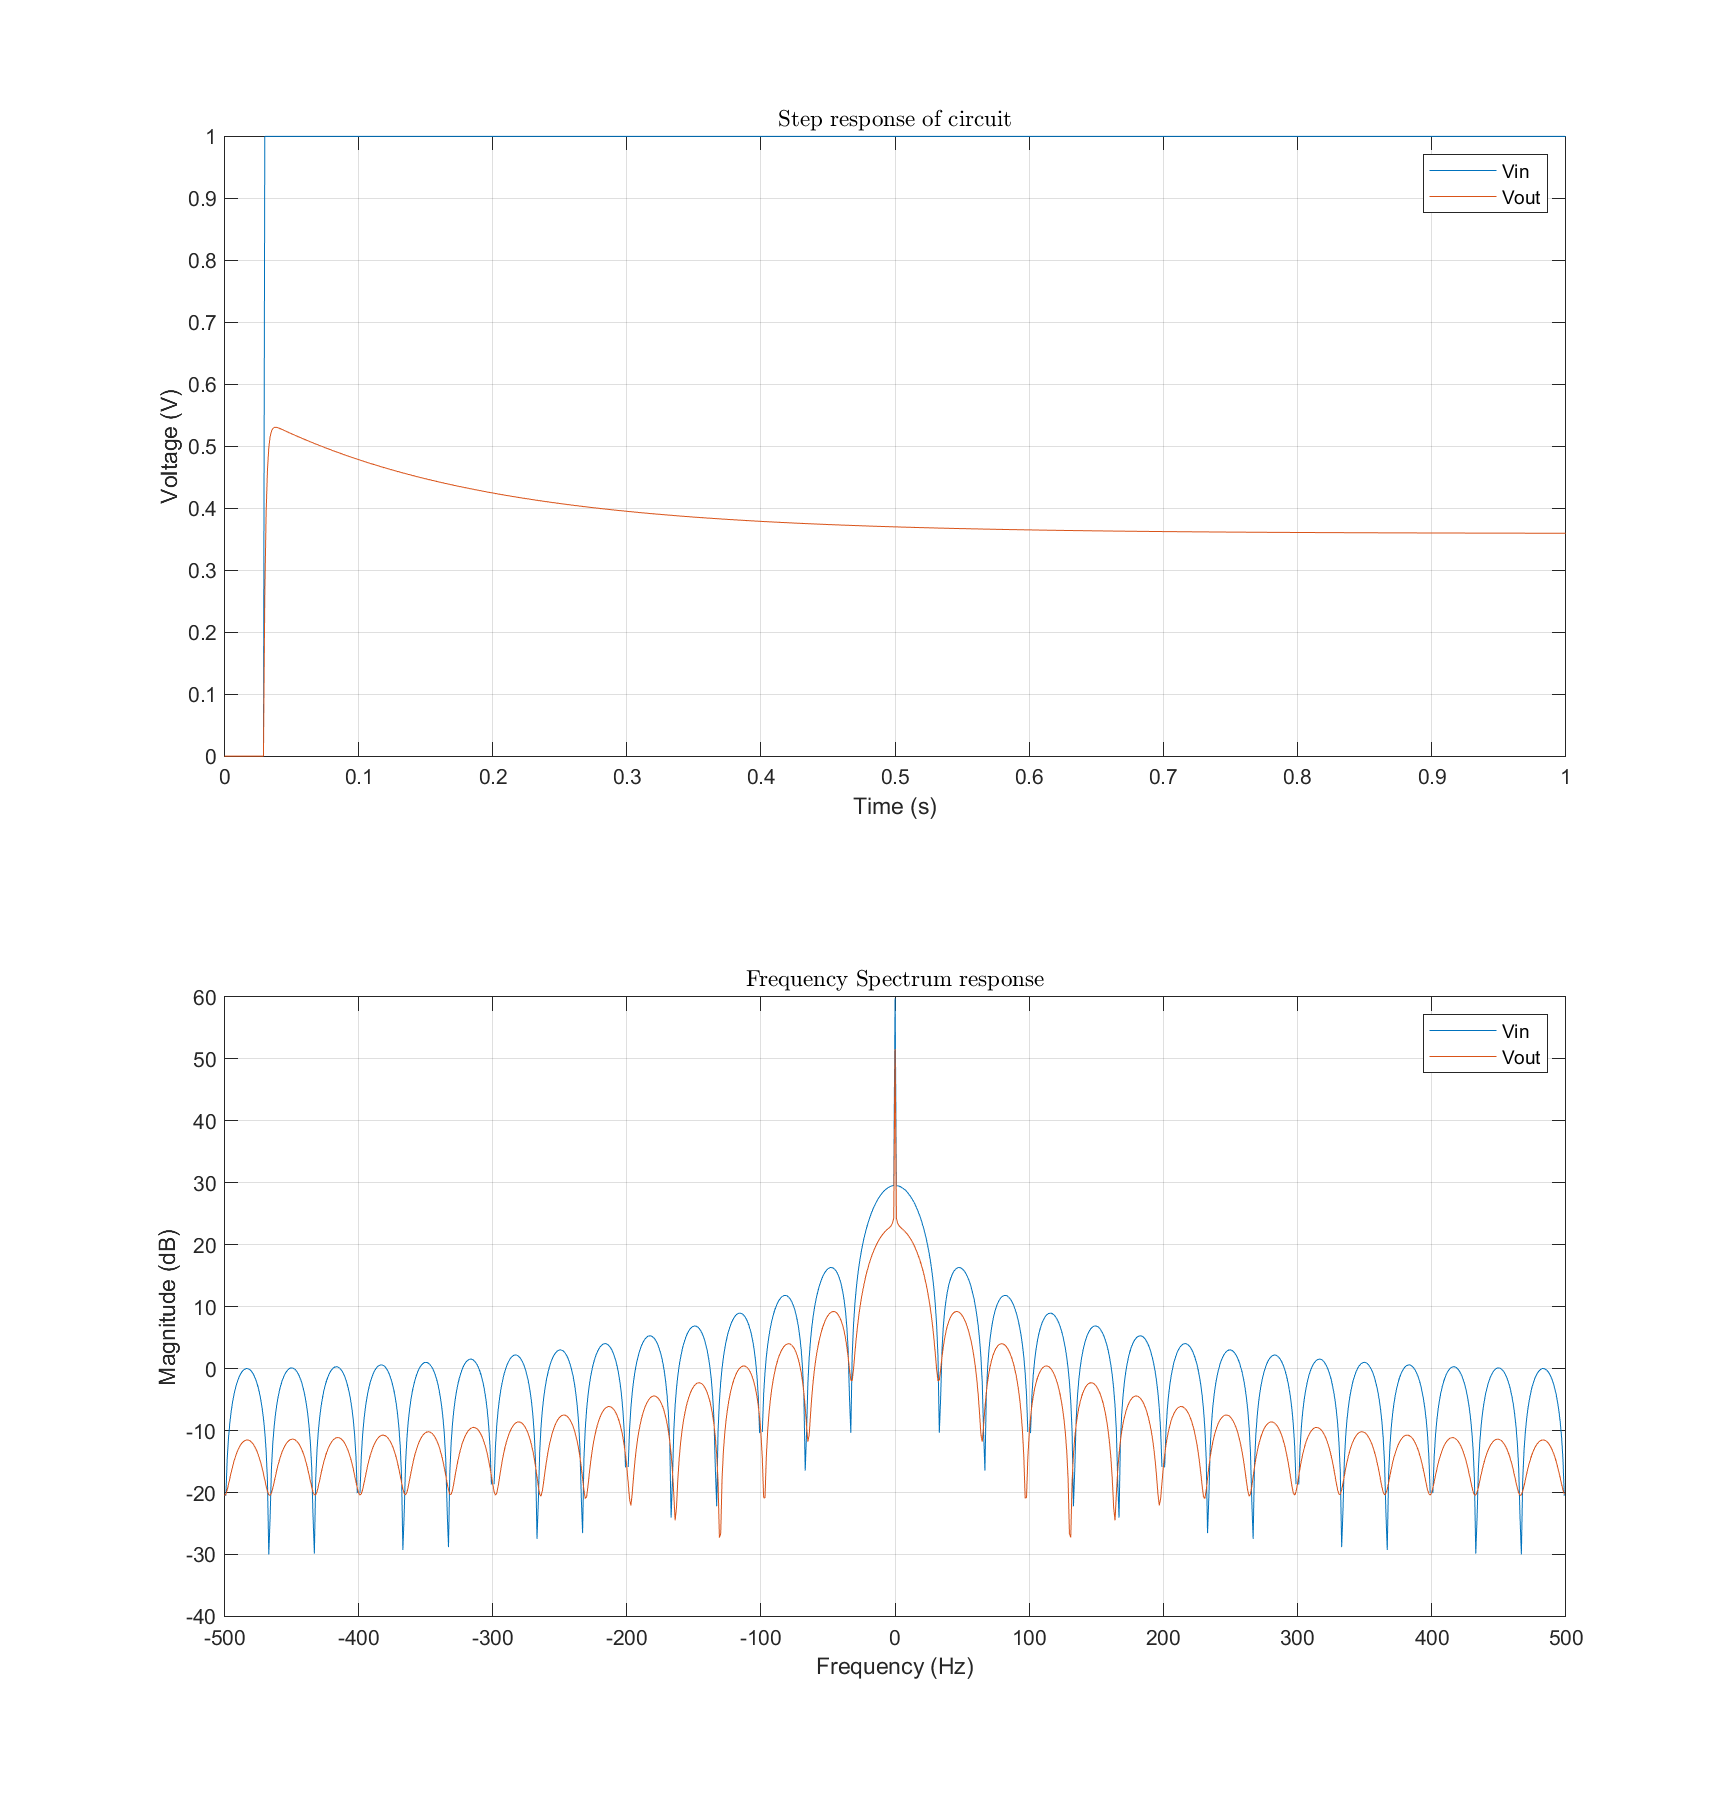 Step response of circuit
1
0.9
0.8
0.7
0.6
0.5
0.4
0.3
0.2
0.1
0
Voltage (V)
Vin
Vout
0 0.1 0.2 0.3 0.4 0.5 0.6 0.7 0.8 0.9 1
Time (s)
Frequency Spectrum response
60
50
40
30
20
10
0
-10
-20
-30
-40
Magnitude (dB)
Vin
Vout
-500 -400 -300 -200 -100 0 100 200 300 400 500
Frequency (Hz)